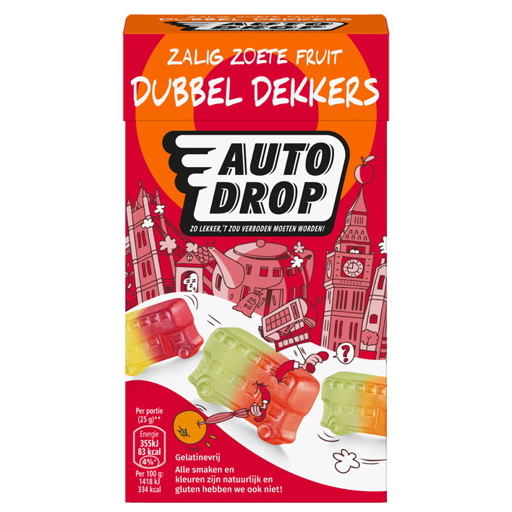 ZALIG ZOETE FRUIT
DUBBEL DEKKERS
AUTO
DROP
ZO LEKKER, 'T ZOU VERBODEN MOETEN WORDEN!
?
Per portie
(25 g)**
Energie
355kJ
83 kcal
4%*
Per 100 g:
1418 kJ
334 kcal
Gelatinevrij
Alle smaken en
kleuren zijn natuurlijk en
gluten hebben we ook niet!